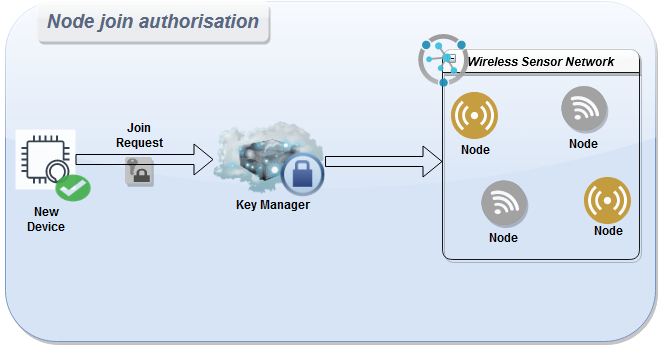 Node join authorisation
Wireless Sensor Network
Join
Request
Node
Node
New
Device
Key Manager
Node
Node